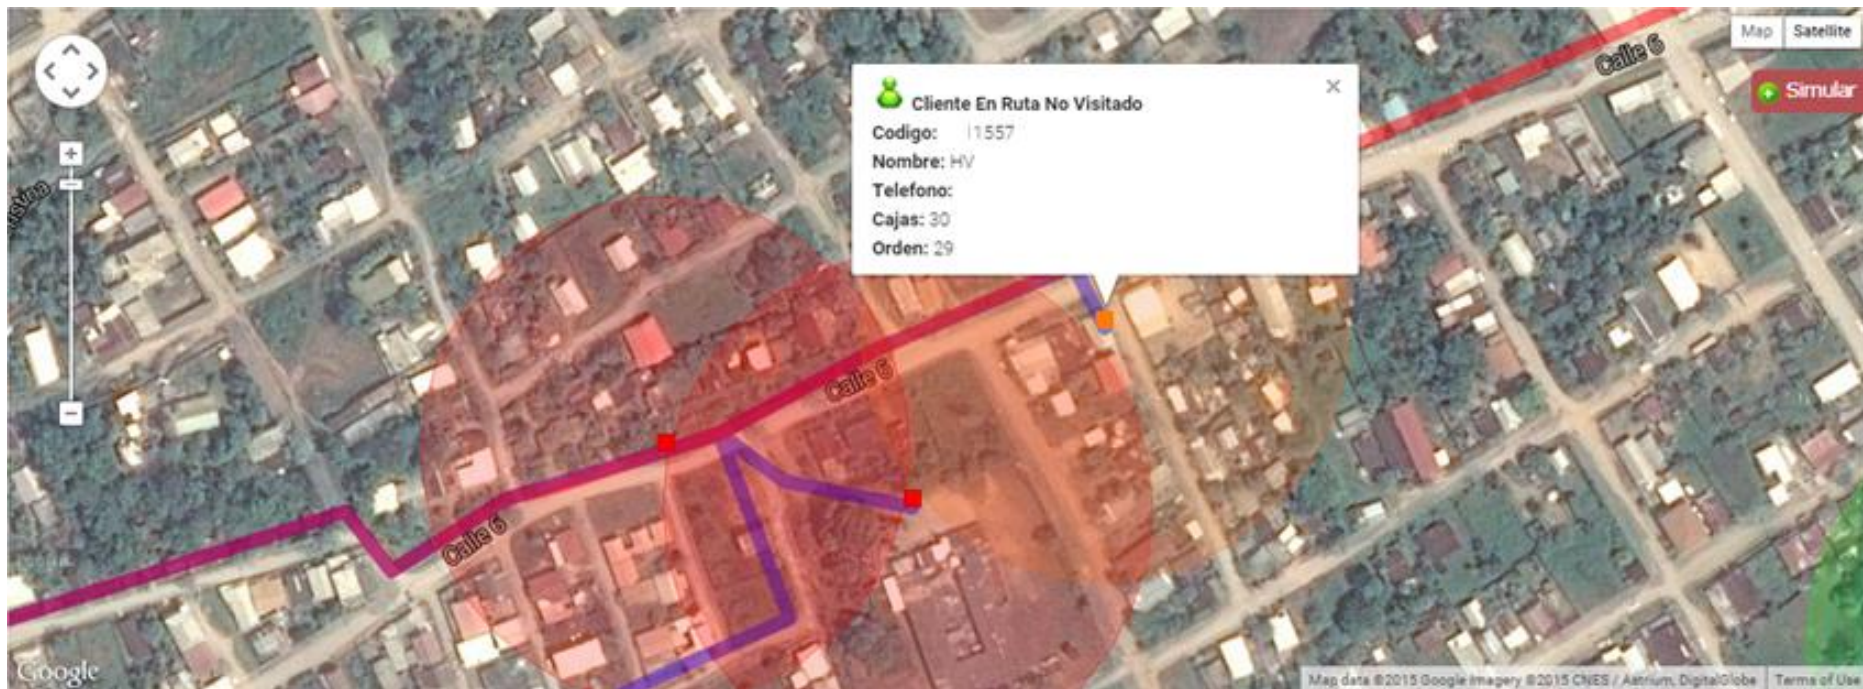 Map Satellite
Calle 6
Simular
Cliente En Ruta No Visitado
Codigo: 11557
Nombre: HV
Telefono:
Cajas: 30
Orden: 29
Calle 6
Calle 6
Google
Map data ©2015 Google Imagery ©2015 CNES / Astrium, DigitalGlobe Terms of Use